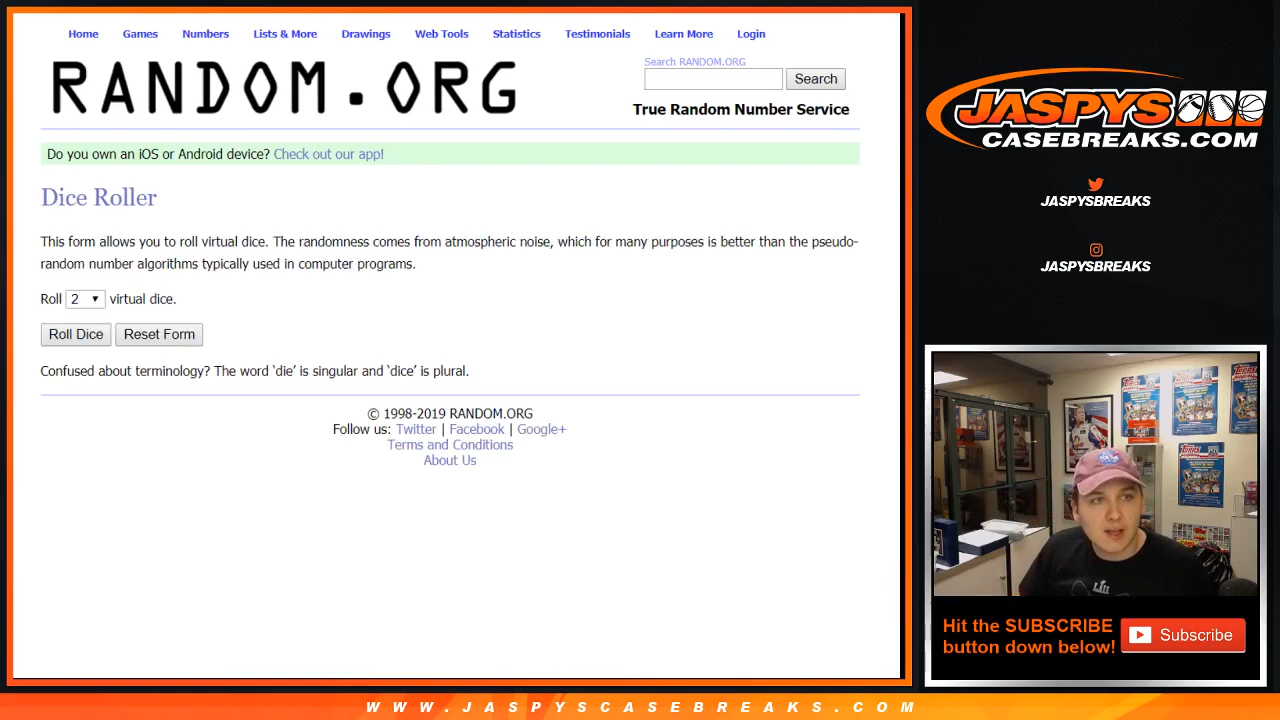 Home Games Numbers Lists & More Drawings Web Tools Statistics Testimonials Learn More Login
RANDOM.ORG
Search RANDOM.ORG
Search
True Random Number Service
Do you own an iOS or Android device? Check out our app!
Dice Roller
This form allows you to roll virtual dice. The randomness comes from atmospheric noise, which for many purposes is better than the pseudo-
random number algorithms typically used in computer programs.
Roll 2 virtual dice.
Roll Dice Reset Form
Confused about terminology? The word ‘die’ is singular and ‘dice’ is plural.
© 1998-2019 RANDOM.ORG
Follow us: Twitter | Facebook | Google+
Terms and Conditions
About Us
JASPYS
CASEBREAKS.COM
JASPYSBREAKS
JASPYSBREAKS
LII
Hit the SUBSCRIBE
button down below!
Subscribe
WWW.JASPYSCASEBREAKS.COM